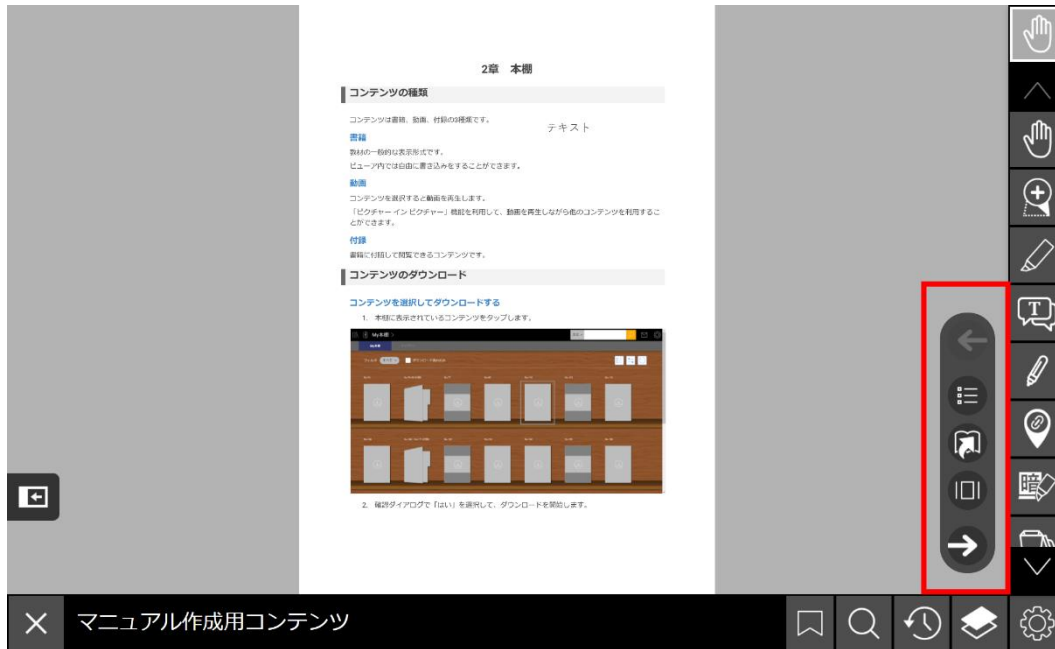 2章 本棚
コンテンツの種類
コンテンツは書籍、動画、付録の3種類です。
テキスト
書籍
教材の一般的な表示形式です。
ビューア内では自由に書き込みをすることができます。
動画
コンテンツを選択すると動画を再生します。
「ピクチャー イン ピクチャー」機能を利用して、動画を再生しながら他のコンテンツを利用するこ
とができます。
付録
書籍に付随して閲覧できるコンテンツです。
コンテンツのダウンロード
コンテンツを選択してダウンロードする
1. 本棚に表示されているコンテンツをタップします。
My本棚
2. 確認ダイアログで「はい」を選択して、ダウンロードを開始します。
T
暗
マニュアル作成用コンテンツ